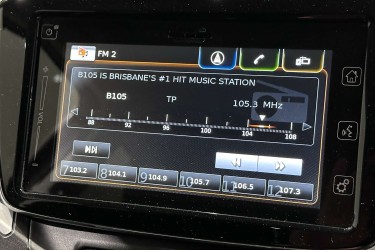 FM 2
B105 IS BRISBANE'S #1 HIT MUSIC STATION
B105 TP 105.3 MHz
88 92 96 100 104 108
7 103.2 8 104.1 9 104.9 10 105.7 11 106.5 12 107.3
VOL